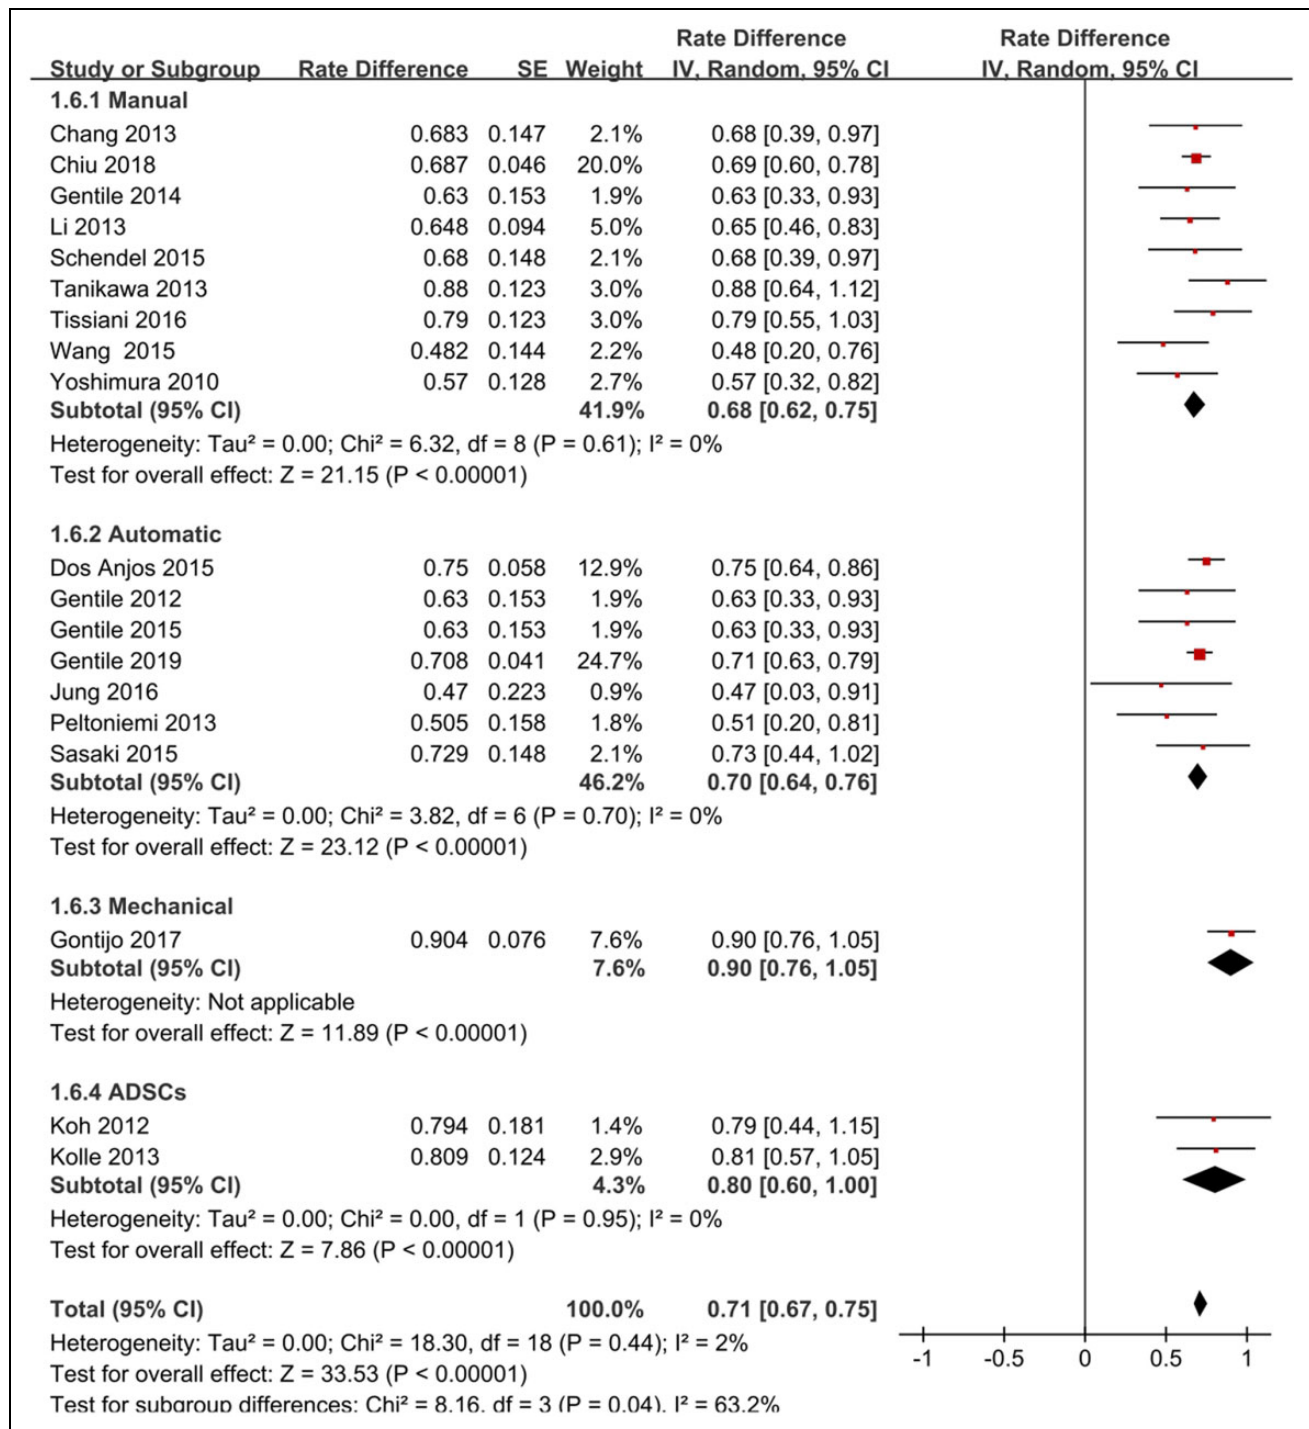 Rate Difference Rate Difference
Study or Subgroup Rate Difference SE Weight IV, Random, 95% CI IV, Random, 95% CI
1.6.1 Manual
Chang 2013 0.683 0.147 2.1% 0.68 [0.39, 0.97]
Chiu 2018 0.687 0.046 20.0% 0.69 [0.60, 0.78]
Gentile 2014 0.63 0.153 1.9% 0.63 [0.33, 0.93]
Li 2013 0.648 0.094 5.0% 0.65 [0.46, 0.83]
Schendel 2015 0.68 0.148 2.1% 0.68 [0.39, 0.97]
Tanikawa 2013 0.88 0.123 3.0% 0.88 [0.64, 1.12]
Tissiani 2016 0.79 0.123 3.0% 0.79 [0.55, 1.03]
Wang 2015 0.482 0.144 2.2% 0.48 [0.20, 0.76]
Yoshimura 2010 0.57 0.128 2.7% 0.57 [0.32, 0.82]
Subtotal (95% CI) 41.9% 0.68 [0.62, 0.75]
Heterogeneity: Tau² = 0.00; Chi² = 6.32, df = 8 (P = 0.61); I² = 0%
Test for overall effect: Z = 21.15 (P < 0.00001)
1.6.2 Automatic
Dos Anjos 2015 0.75 0.058 12.9% 0.75 [0.64, 0.86]
Gentile 2012 0.63 0.153 1.9% 0.63 [0.33, 0.93]
Gentile 2015 0.63 0.153 1.9% 0.63 [0.33, 0.93]
Gentile 2019 0.708 0.041 24.7% 0.71 [0.63, 0.79]
Jung 2016 0.47 0.223 0.9% 0.47 [0.03, 0.91]
Peltoniemi 2013 0.505 0.158 1.8% 0.51 [0.20, 0.81]
Sasaki 2015 0.729 0.148 2.1% 0.73 [0.44, 1.02]
Subtotal (95% CI) 46.2% 0.70 [0.64, 0.76]
Heterogeneity: Tau² = 0.00; Chi² = 3.82, df = 6 (P = 0.70); I² = 0%
Test for overall effect: Z = 23.12 (P < 0.00001)
1.6.3 Mechanical
Gontijo 2017 0.904 0.076 7.6% 0.90 [0.76, 1.05]
Subtotal (95% CI) 7.6% 0.90 [0.76, 1.05]
Heterogeneity: Not applicable
Test for overall effect: Z = 11.89 (P < 0.00001)
1.6.4 ADSCs
Koh 2012 0.794 0.181 1.4% 0.79 [0.44, 1.15]
Kolle 2013 0.809 0.124 2.9% 0.81 [0.57, 1.05]
Subtotal (95% CI) 4.3% 0.80 [0.60, 1.00]
Heterogeneity: Tau² = 0.00; Chi² = 0.00, df = 1 (P = 0.95); I² = 0%
Test for overall effect: Z = 7.86 (P < 0.00001)
Total (95% CI) 100.0% 0.71 [0.67, 0.75]
Heterogeneity: Tau² = 0.00; Chi² = 18.30, df = 18 (P = 0.44); I² = 2%
-1 -0.5 0 0.5 1
Test for overall effect: Z = 33.53 (P < 0.00001)
Test for subgroup differences: Chi² = 8.16, df = 3 (P = 0.04), I² = 63.2%